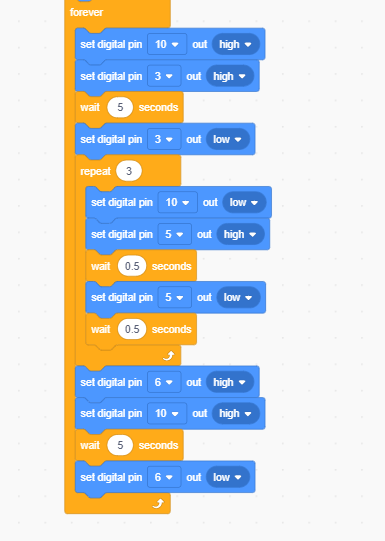 forever
set digital pin 10 out high
set digital pin 3 out high
wait 5 seconds
set digital pin 3 out low
repeat 3
set digital pin 10 out low
set digital pin 5 out high
wait 0.5 seconds
set digital pin 5 out low
wait 0.5 seconds
set digital pin 6 out high
set digital pin 10 out high
wait 5 seconds
set digital pin 6 out low